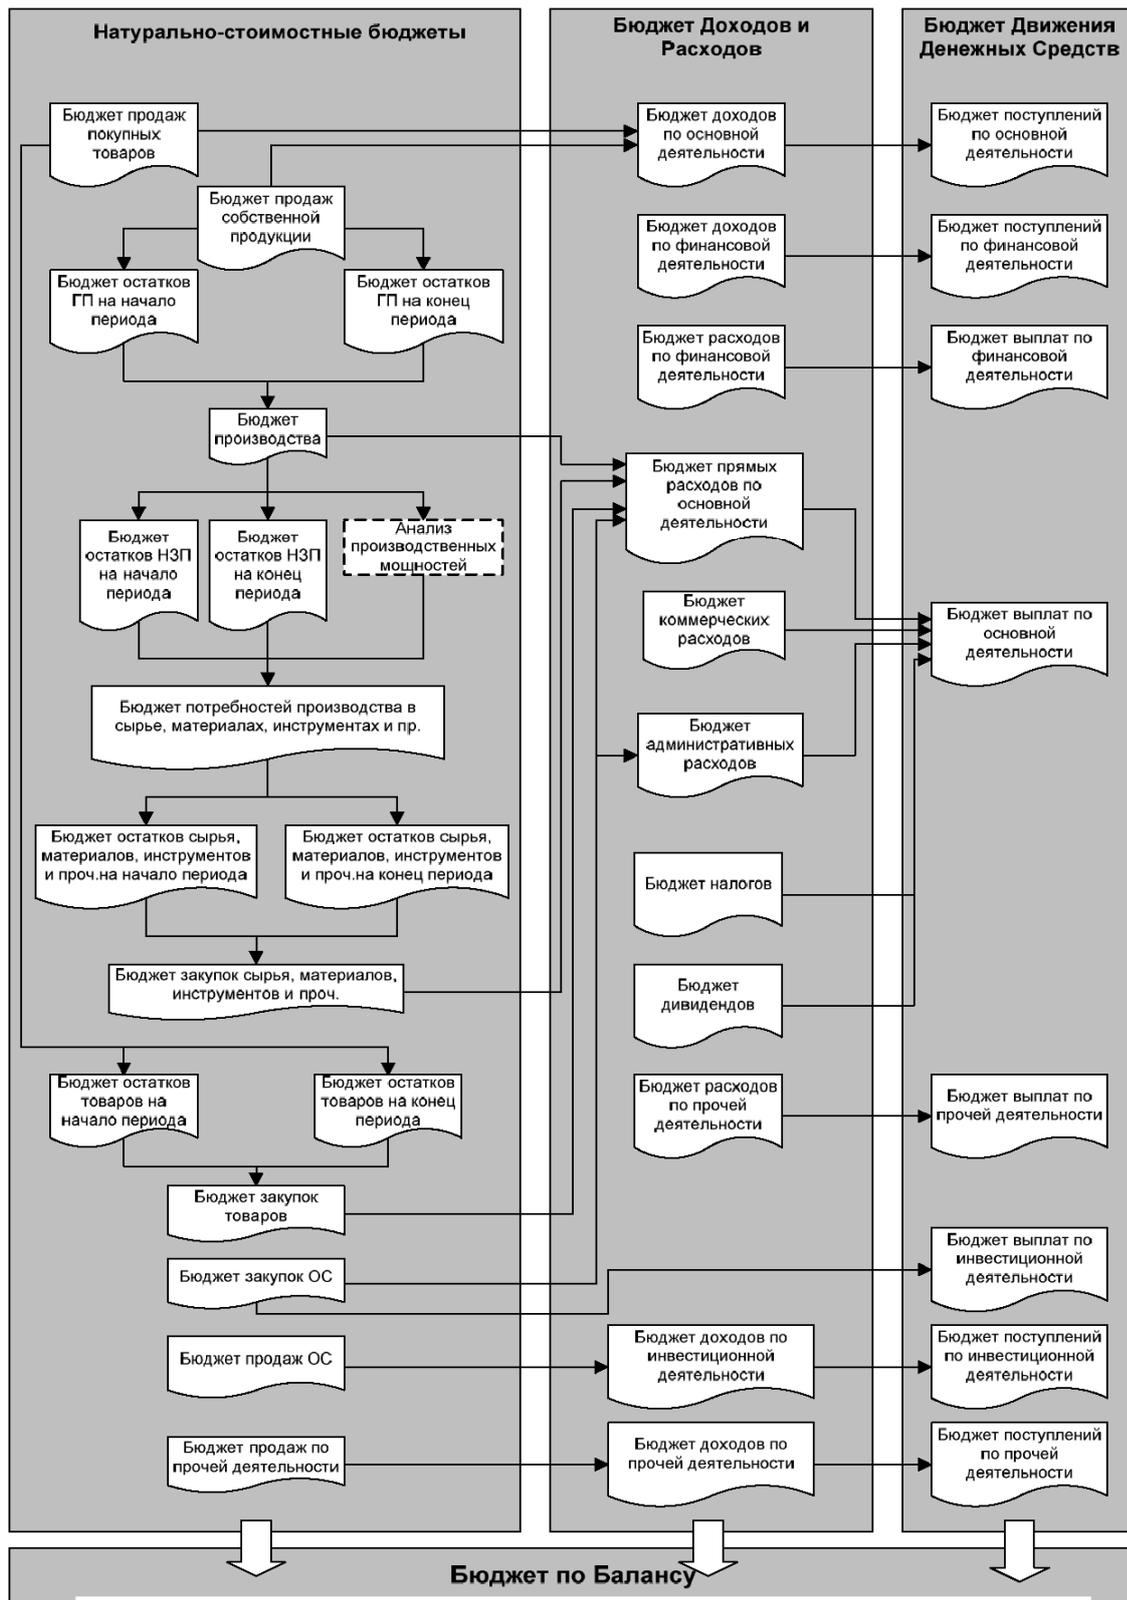 Натурально-стоимостные бюджеты
Бюджет продаж
покупных
товаров
Бюджет продаж
собственной
продукции
Бюджет остатков
ГП на начало
периода
Бюджет остатков
ГП на конец
периода
Бюджет
производства
Бюджет
остатков НЗП
на начало
периода
Бюджет
остатков НЗП
на конец
периода
Анализ
производственных
мощностей
Бюджет потребностей производства в
сырье, материалах, инструментах и пр.
Бюджет остатков сырья,
материалов, инструментов
и проч.на начало периода
Бюджет остатков сырья,
материалов, инструментов
и проч.на конец периода
Бюджет закупок сырья, материалов,
инструментов и проч.
Бюджет остатков
товаров на
начало периода
Бюджет остатков
товаров на конец
периода
Бюджет закупок
товаров
Бюджет закупок ОС
Бюджет продаж ОС
Бюджет продаж по
прочей деятельности
Бюджет Доходов и
Расходов
Бюджет доходов
по основной
деятельности
Бюджет доходов
по финансовой
деятельности
Бюджет расходов
по финансовой
деятельности
Бюджет прямых
расходов по
основной
деятельности
Бюджет
коммерческих
расходов
Бюджет
административных
расходов
Бюджет налогов
Бюджет
дивидендов
Бюджет расходов
по прочей
деятельности
Бюджет доходов по
инвестиционной
деятельности
Бюджет доходов по
прочей деятельности
Бюджет Движения
Денежных Средств
Бюджет поступлений
по основной
деятельности
Бюджет поступлений
по финансовой
деятельности
Бюджет выплат по
финансовой
деятельности
Бюджет выплат по
основной
деятельности
Бюджет выплат по
прочей деятельности
Бюджет выплат по
инвестиционной
деятельности
Бюджет поступлений
по инвестиционной
деятельности
Бюджет поступлений
по прочей
деятельности
Бюджет по Балансу